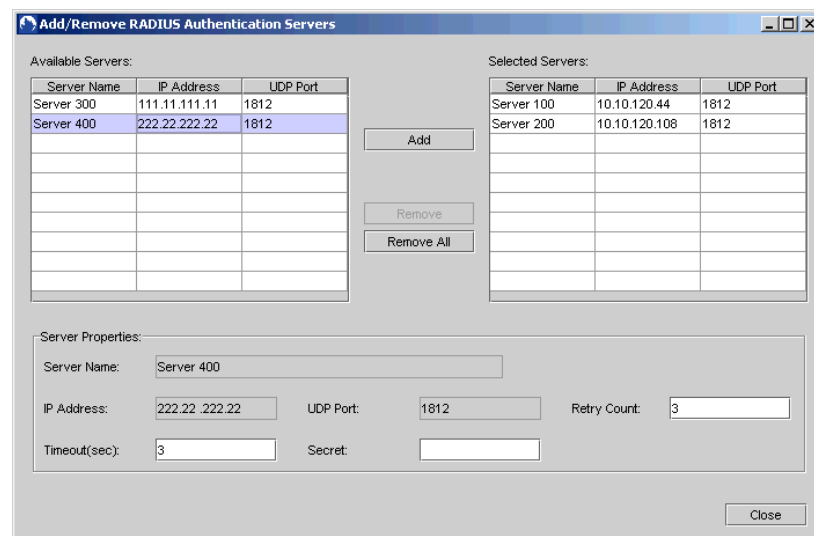 Add/Remove RADIUS Authentication Servers
Available Servers:
Selected Servers:
Server Name IP Address UDP Port
Server 300 111.11.111.11 1812
Server 400 222.22.222.22 1812
Server Name IP Address UDP Port
Server 100 10.10.120.44 1812
Server 200 10.10.120.108 1812
Add
Remove
Remove All
Server Properties:
Server Name: Server 400
IP Address: 222.22 .222.22 UDP Port: 1812 Retry Count: 3
Timeout(sec): 3 Secret:
Close